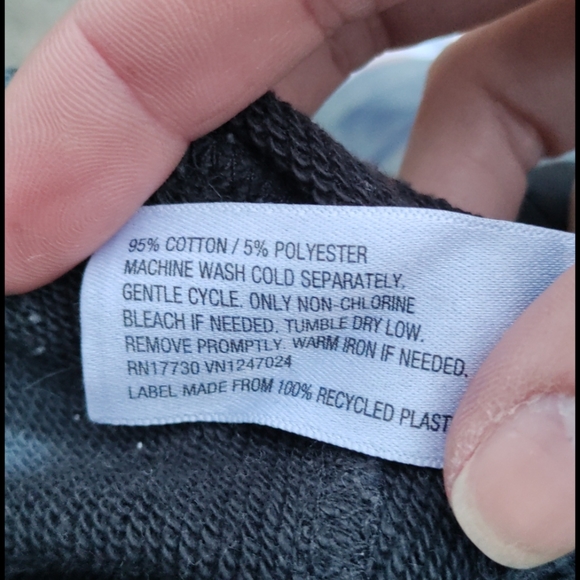 95% COTTON / 5% POLYESTER
MACHINE WASH COLD SEPARATELY.
GENTLE CYCLE. ONLY NON-CHLORINE
BLEACH IF NEEDED. TUMBLE DRY LOW.
REMOVE PROMPTLY. WARM IRON IF NEEDED.
RN17730 VN1247024
LABEL MADE FROM 100% RECYCLED PLAST